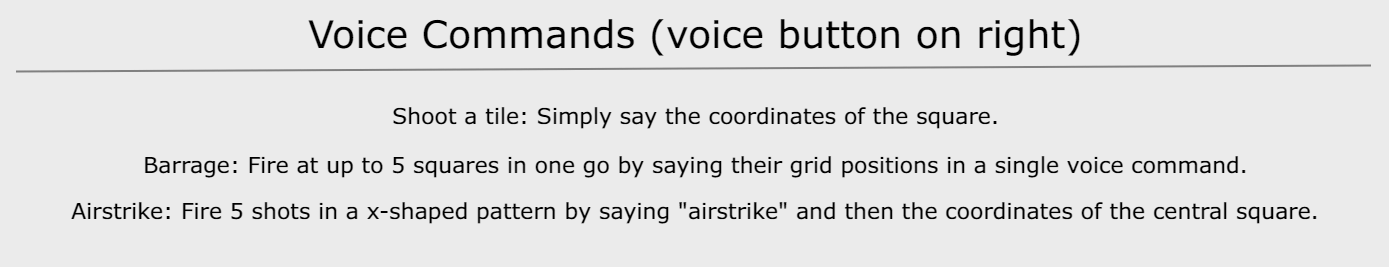 Voice Commands (voice button on right)
Shoot a tile: Simply say the coordinates of the square.
Barrage: Fire at up to 5 squares in one go by saying their grid positions in a single voice command.
Airstrike: Fire 5 shots in a x-shaped pattern by saying "airstrike" and then the coordinates of the central square.